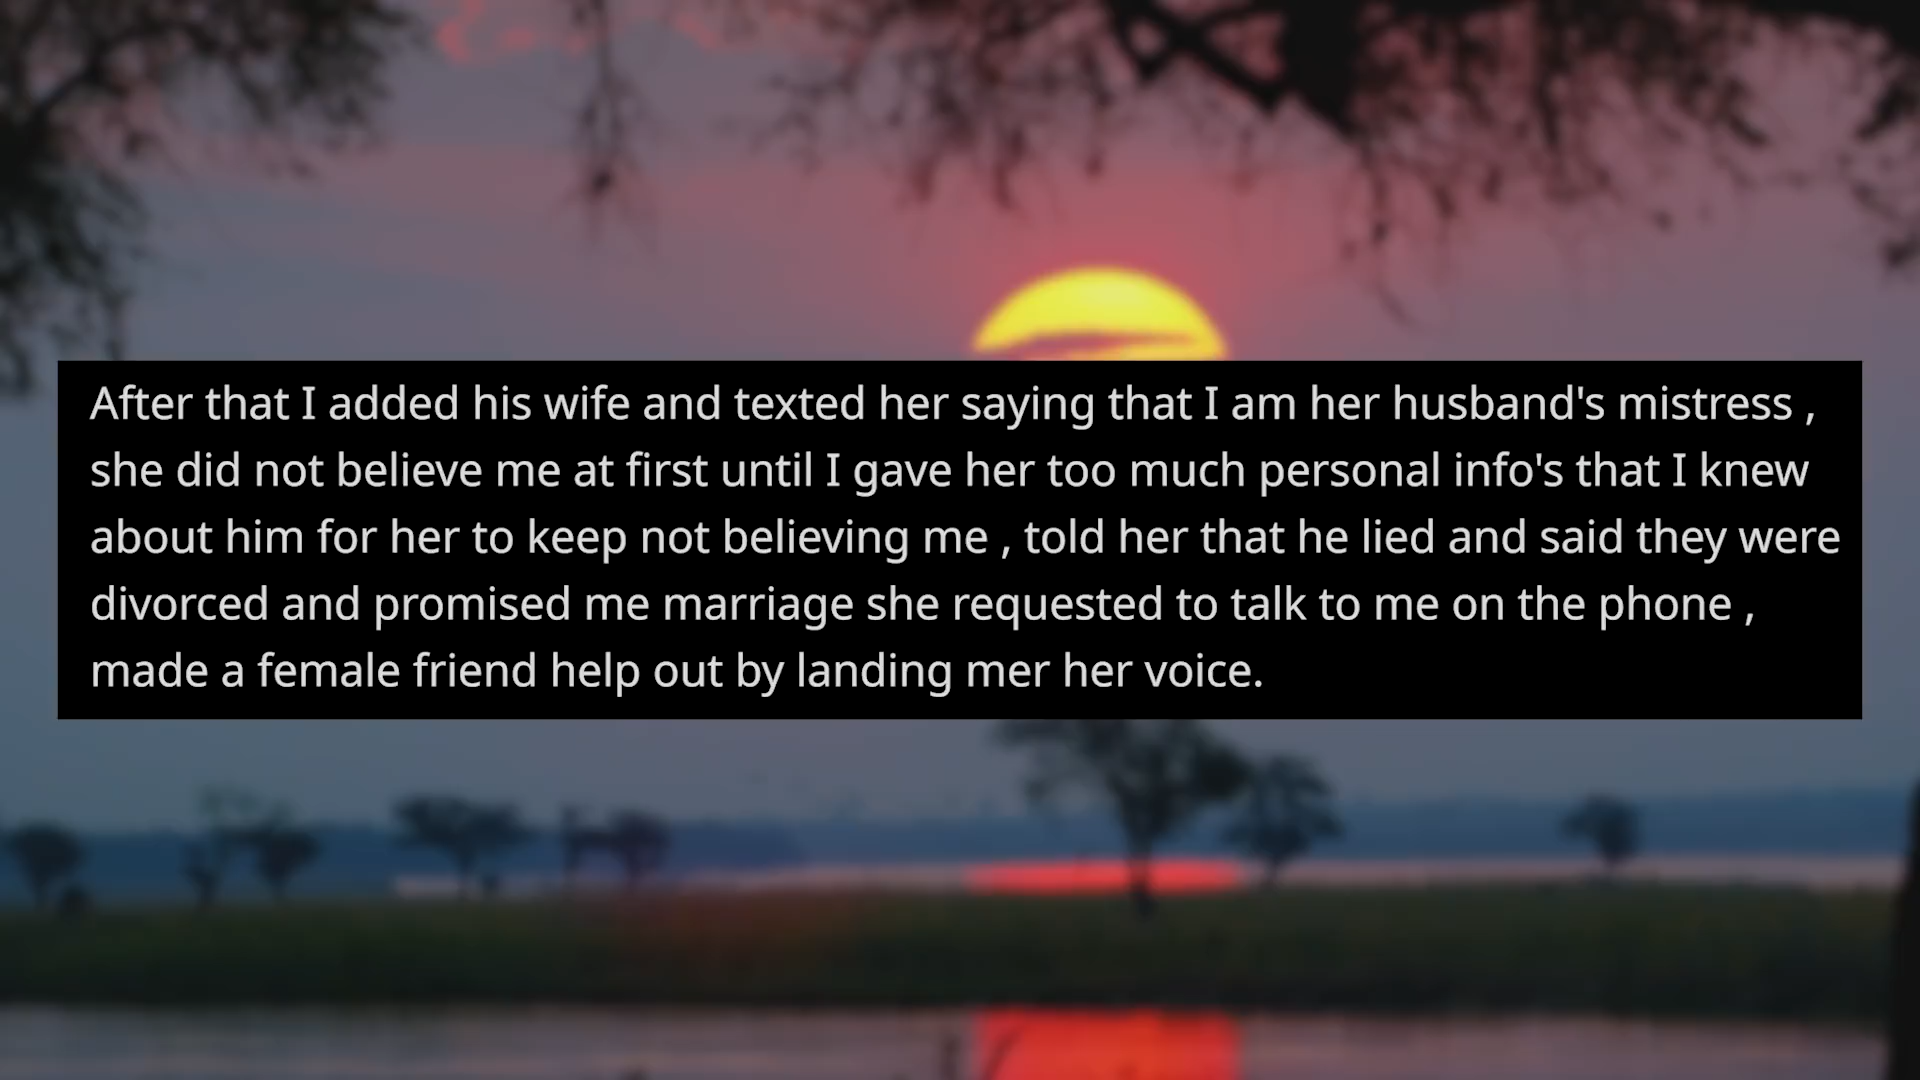 After that I added his wife and texted her saying that I am her husband's mistress ,
she did not believe me at first until I gave her too much personal info's that I knew
about him for her to keep not believing me , told her that he lied and said they were
divorced and promised me marriage she requested to talk to me on the phone ,
made a female friend help out by landing mer her voice.